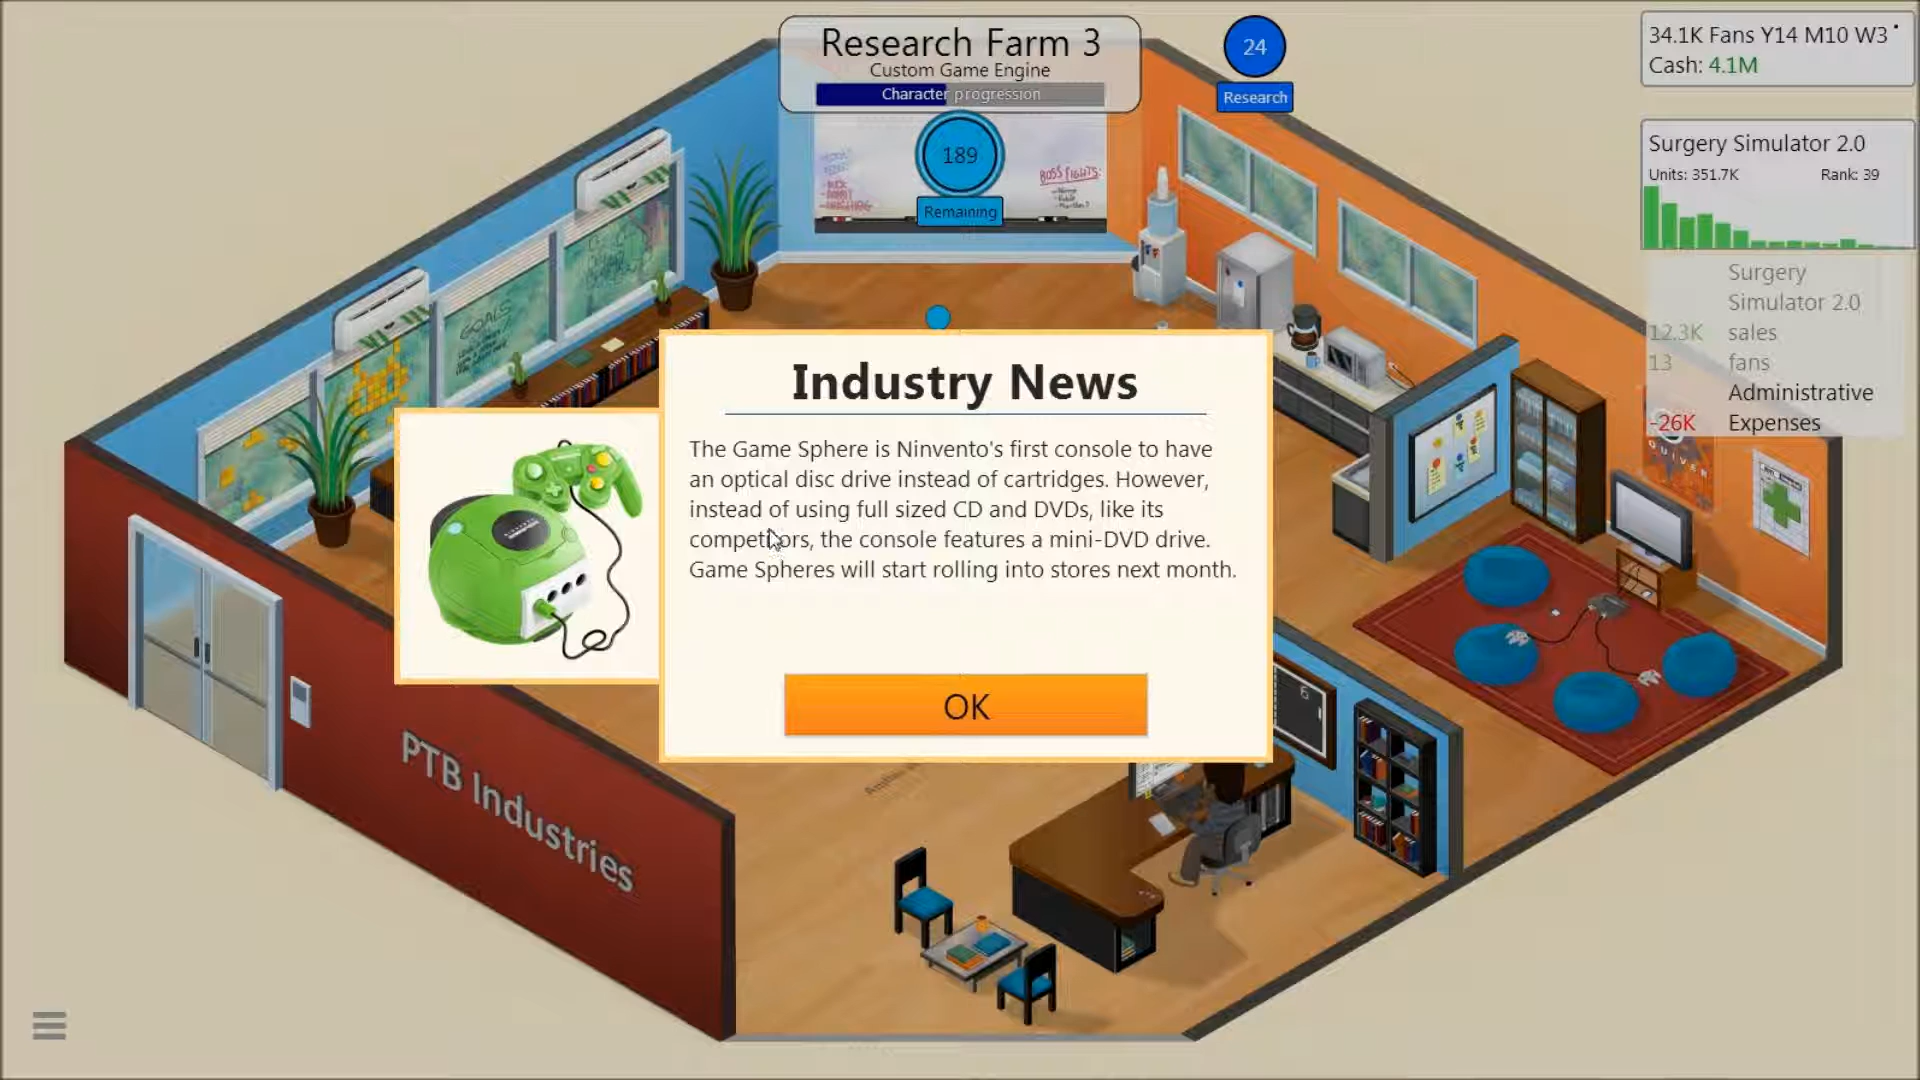 Research Farm 3
Custom Game Engine
Character progression
24
Research
34.1K Fans Y14 M10 W3
Cash: 4.1M
189
Remaining
BOSS FIGHTS:
Surgery Simulator 2.0
Units: 351.7K Rank: 39
Surgery
Simulator 2.0
12.3K sales
13 fans
Administrative
-26K Expenses
GOALS
Industry News
The Game Sphere is Ninvento's first console to have
an optical disc drive instead of cartridges. However,
instead of using full sized CD and DVDs, like its
competitors, the console features a mini-DVD drive.
Game Spheres will start rolling into stores next month.
OK
6
PTB Industries